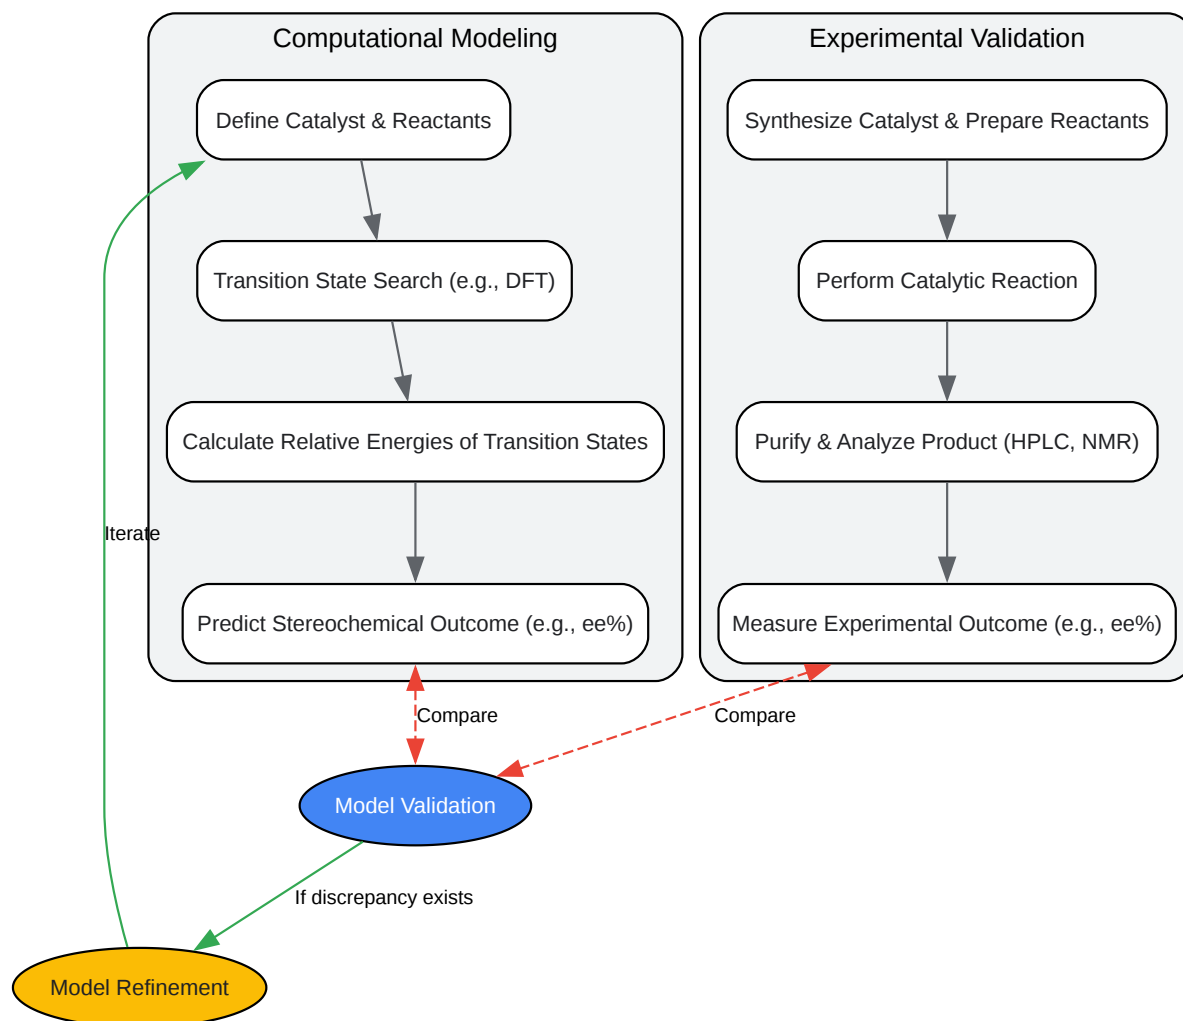 Computational Modeling
Define Catalyst & Reactants
Transition State Search (e.g., DFT)
Calculate Relative Energies of Transition States
Predict Stereochemical Outcome (e.g., ee%)
Experimental Validation
Synthesize Catalyst & Prepare Reactants
Perform Catalytic Reaction
Purify & Analyze Product (HPLC, NMR)
Measure Experimental Outcome (e.g., ee%)
Iterate
Compare
Compare
Model Validation
If discrepancy exists
Model Refinement